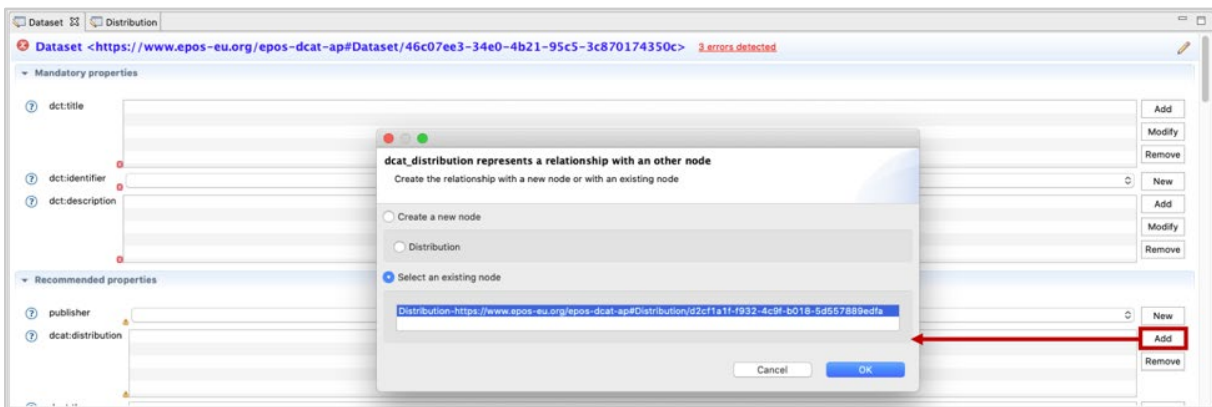 Dataset Distribution
Dataset <https://www.epos-eu.org/epos-dcat-ap#Dataset/46c07ee3-34e0-4b21-95c5-3c870174350c> 3 errors detected
Mandatory properties
dct:title
Add
Modify
Remove
dct:identifier
New
dct:description
Add
Modify
Remove
Recommended properties
publisher
New
dcat:distribution
Add
Remove
dcat_distribution represents a relationship with an other node
Create the relationship with a new node or with an existing node
Create a new node
Distribution
Select an existing node
Distribution-https://www.epos-eu.org/epos-dcat-ap#Distribution/d2cf1a1f-f932-4c9f-b018-5d557889edfa
Cancel OK